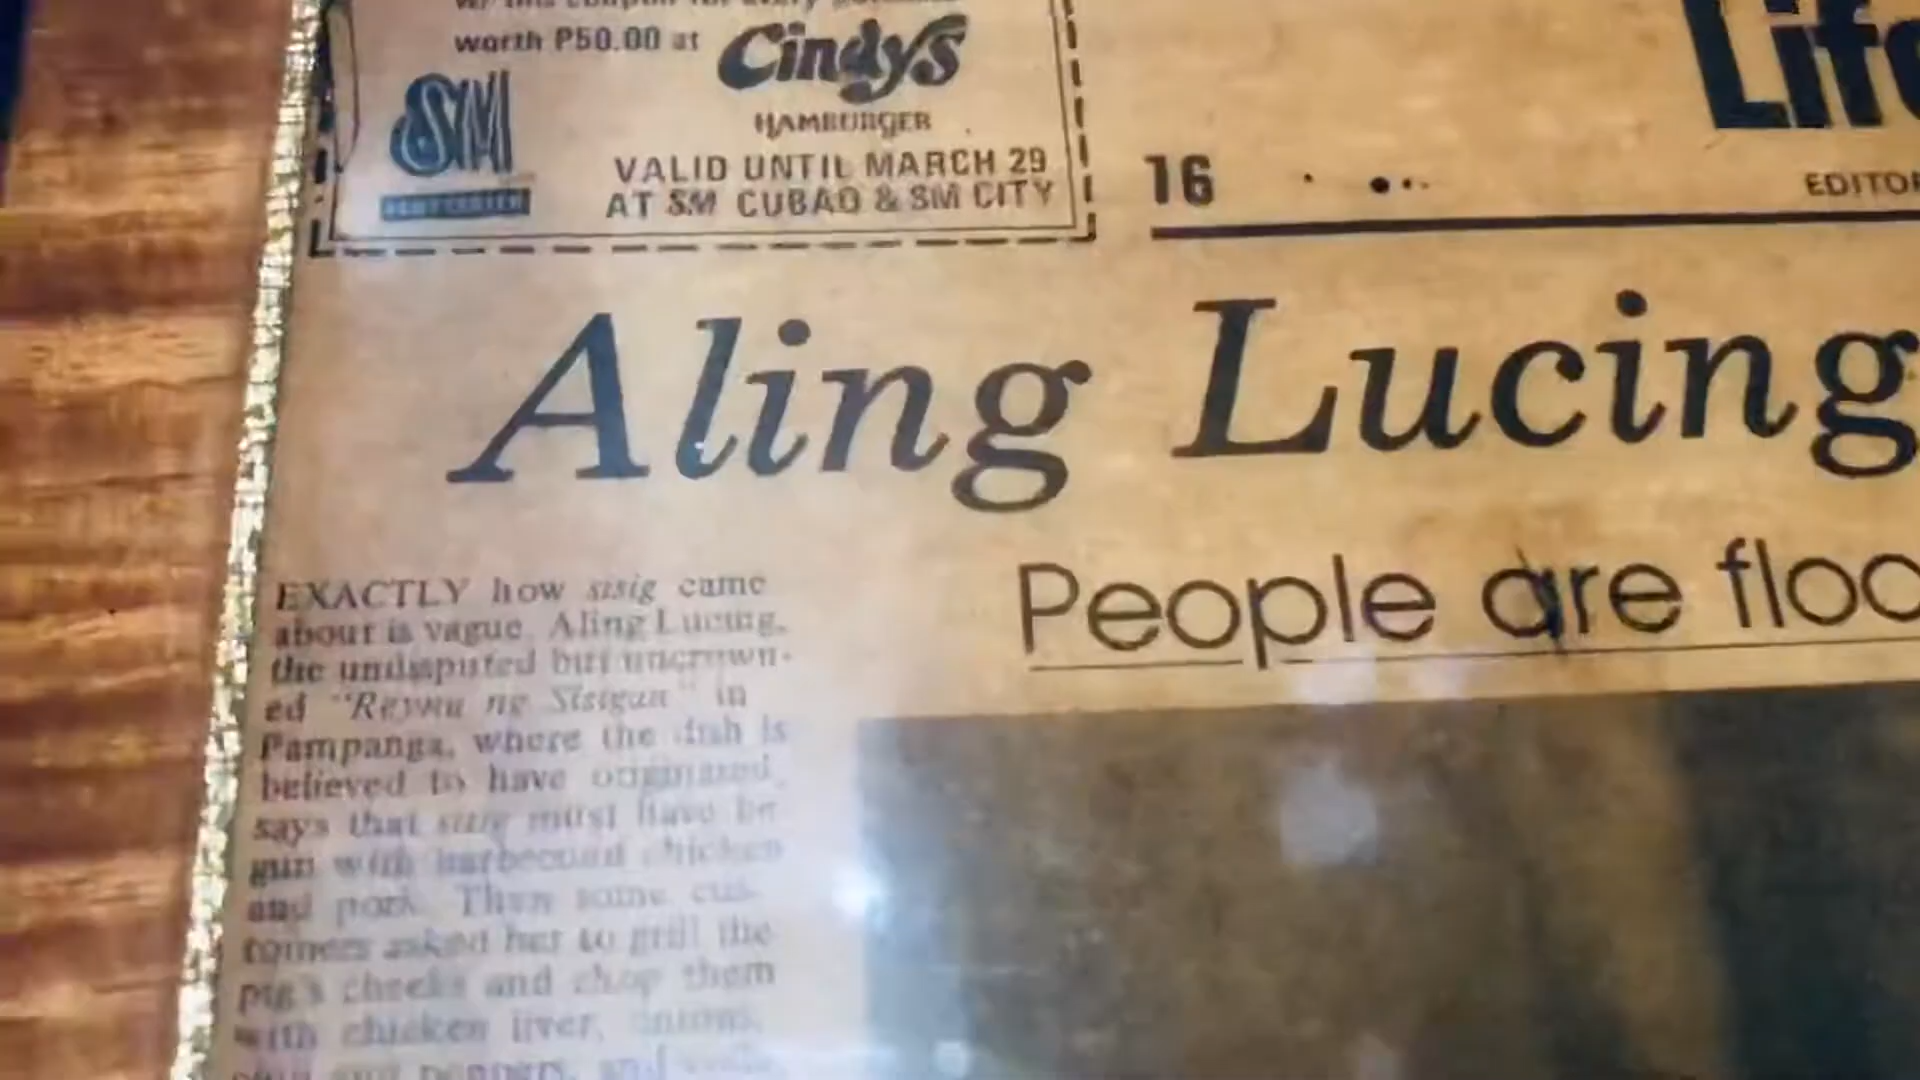 worth P50.00 at Cindys
HAMBURGER
SM
VALID UNTIL MARCH 29
AT SM CUBAO & SM CITY
Life
16
EDITOR
Aling Lucing
People are floo
EXACTLY how sisig came
about is vague. Aling Lucing,
the undisputed but uncrown-
ed "Reyna ng Sisigan" in
Pampanga, where the dish is
believed to have originated,
says that sisig must have be-
gun with barbecued chicken
and pork. Then some cus-
tomers asked her to grill the
pig's cheeks and chop them
with chicken liver, onions,
and